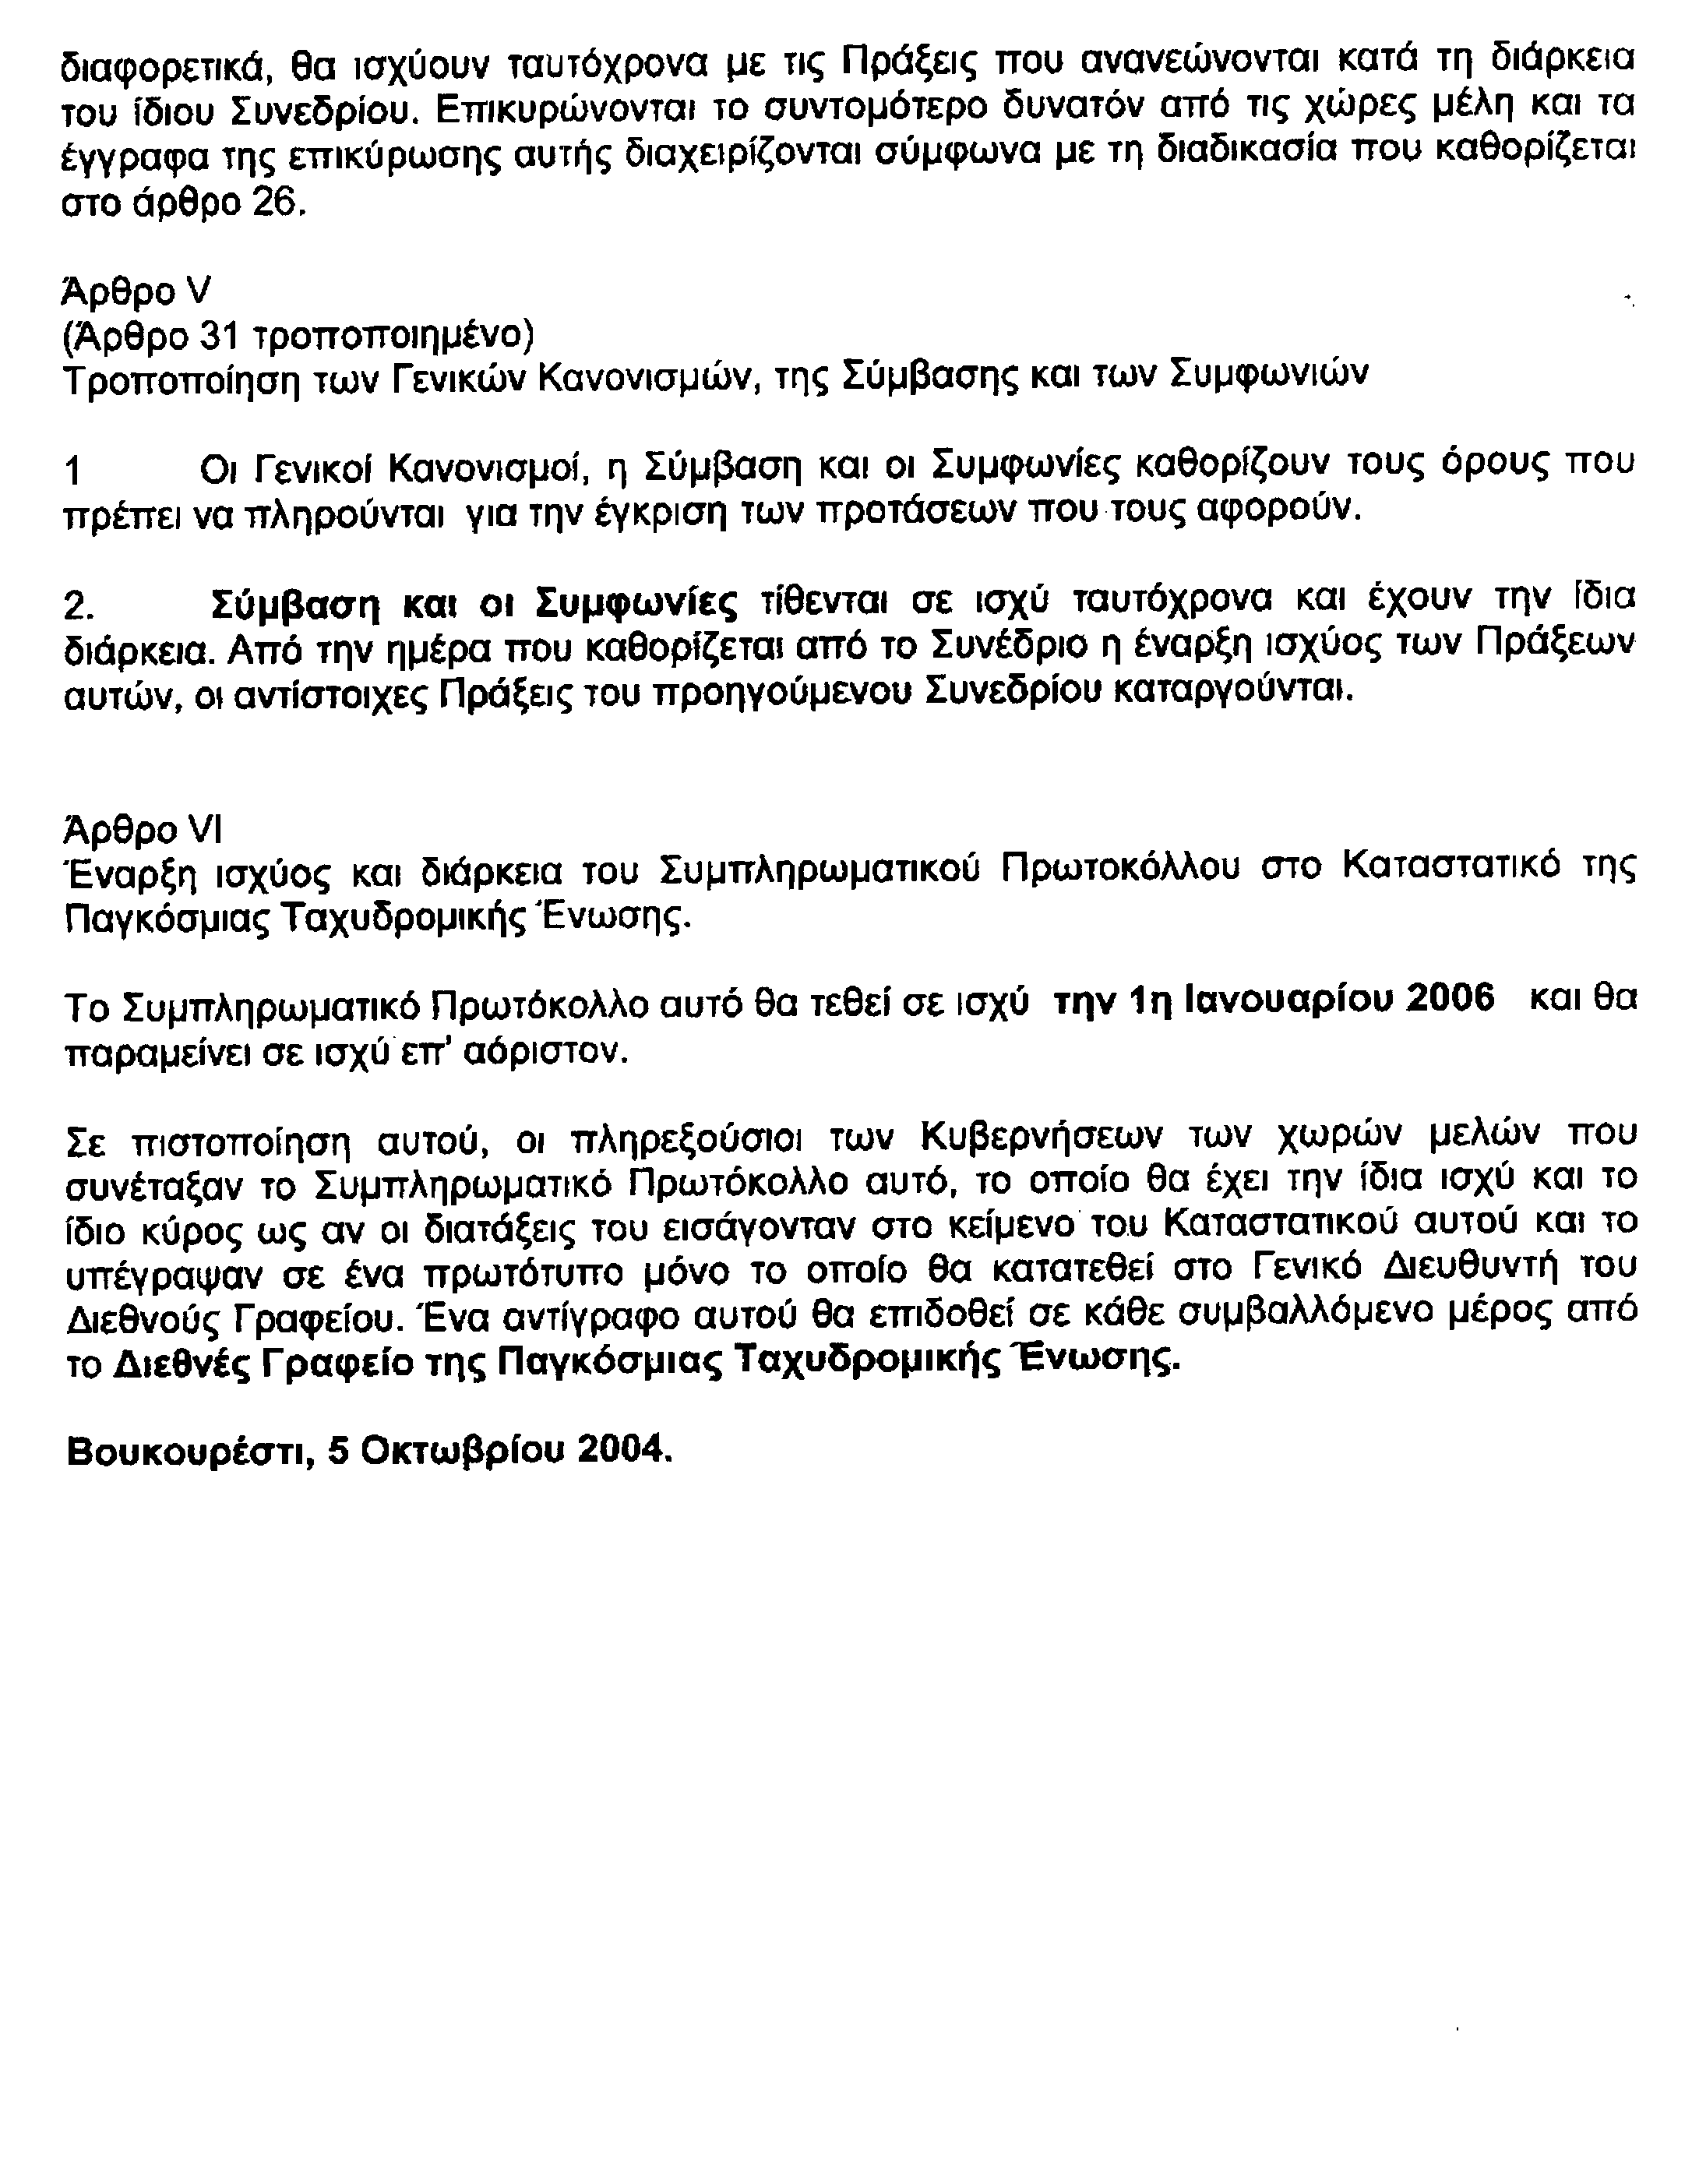 διαφορετικά, θα ισχύουν ταυτόχρονα με τις Πράξεις που ανανεώνονται κατά τη διάρκεια
του ίδιου Συνεδρίου. Επικυρώνονται το συντομότερο δυνατόν από τις χώρες μέλη και τα
έγγραφα της επικύρωσης αυτής διαχειρίζονται σύμφωνα με τη διαδικασία που καθορίζεται
στο άρθρο 26.
Άρθρο V
(Άρθρο 31 τροποποιημένο)
Τροποποίηση των Γενικών Κανονισμών, της Σύμβασης και των Συμφωνιών
1 Οι Γενικοί Κανονισμοί, η Σύμβαση και οι Συμφωνίες καθορίζουν τους όρους που
πρέπει να πληρούνται για την έγκριση των προτάσεων που τους αφορούν.
2. Σύμβαση και οι Συμφωνίες τίθενται σε ισχύ ταυτόχρονα και έχουν την ίδια
διάρκεια. Από την ημέρα που καθορίζεται από το Συνέδριο η έναρξη ισχύος των Πράξεων
αυτών, οι αντίστοιχες Πράξεις του προηγούμενου Συνεδρίου καταργούνται.
Άρθρο VI
Έναρξη ισχύος και διάρκεια του Συμπληρωματικού Πρωτοκόλλου στο Καταστατικό της
Παγκόσμιας Ταχυδρομικής Ένωσης.
Το Συμπληρωματικό Πρωτόκολλο αυτό θα τεθεί σε ισχύ την 1η Ιανουαρίου 2006 και θα
παραμείνει σε ισχύ επ' αόριστον.
Σε πιστοποίηση αυτού, οι πληρεξούσιοι των Κυβερνήσεων των χωρών μελών που
συνέταξαν το Συμπληρωματικό Πρωτόκολλο αυτό, το οποίο θα έχει την ίδια ισχύ και το
ίδιο κύρος ως αν οι διατάξεις του εισάγονταν στο κείμενο του Καταστατικού αυτού και το
υπέγραψαν σε ένα πρωτότυπο μόνο το οποίο θα κατατεθεί στο Γενικό Διευθυντή του
Διεθνούς Γραφείου. Ένα αντίγραφο αυτού θα επιδοθεί σε κάθε συμβαλλόμενο μέρος από
το Διεθνές Γραφείο της Παγκόσμιας Ταχυδρομικής Ένωσης.
Βουκουρέστι, 5 Οκτωβρίου 2004.